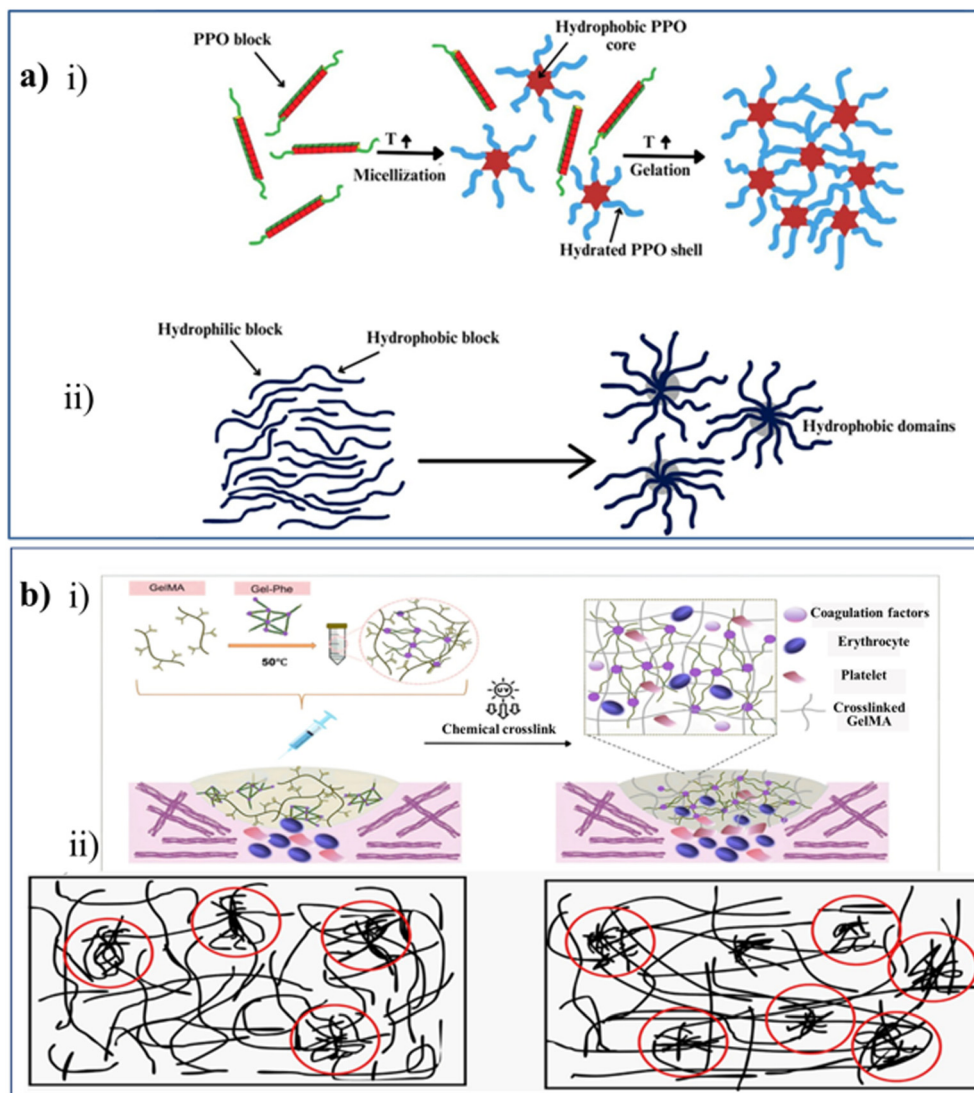 a) i)
PPO block
Hydrophobic PPO
core
T ↑
Micellization
T ↑
Gelation
Hydrated PPO shell
ii)
Hydrophilic block
Hydrophobic block
Hydrophobic domains
b) i)
GelMA
Gel-Phe
50°C
UV
Chemical crosslink
Coagulation factors
Erythrocyte
Platelet
Crosslinked
GelMA
ii)